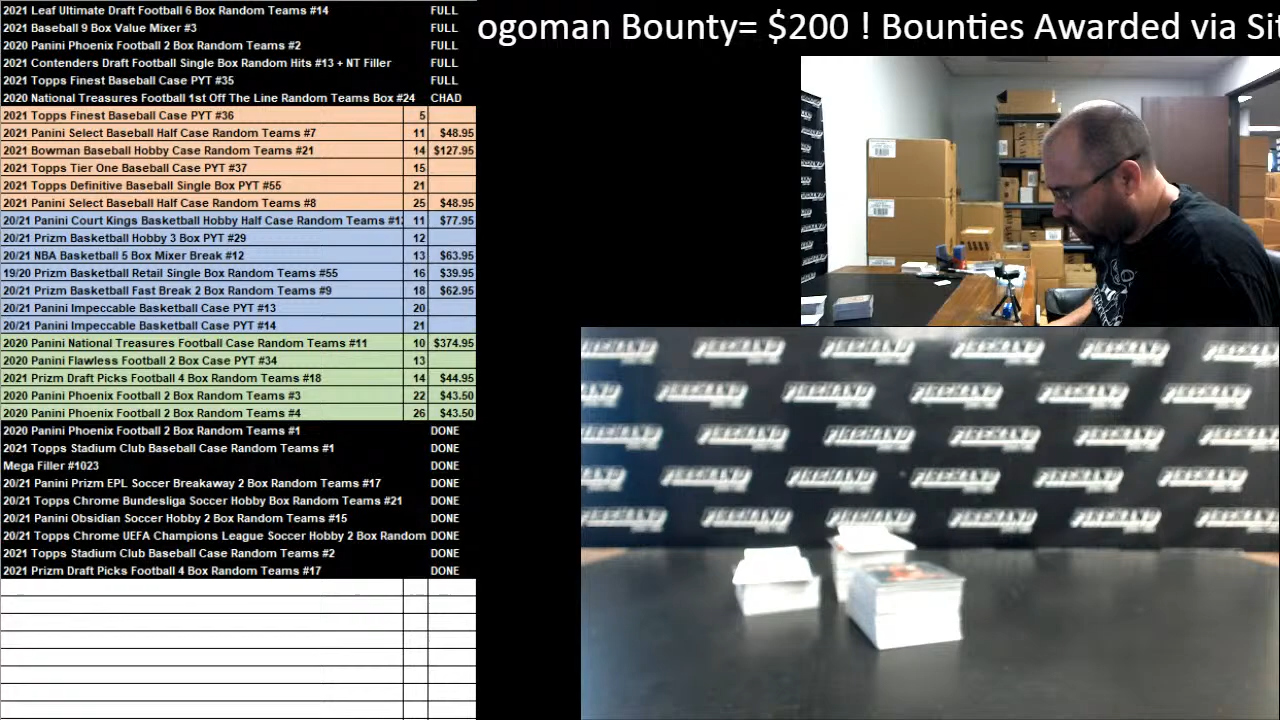 2021 Leaf Ultimate Draft Football 6 Box Random Teams #14 FULL
2021 Baseball 9 Box Value Mixer #3 FULL
2020 Panini Phoenix Football 2 Box Random Teams #2 FULL
2021 Contenders Draft Football Single Box Random Hits #13 + NT Filler FULL
2021 Topps Finest Baseball Case PYT #35 FULL
2020 National Treasures Football 1st Off The Line Random Teams Box #24 CHAD
2021 Topps Finest Baseball Case PYT #36 5
2021 Panini Select Baseball Half Case Random Teams #7 11 $48.95
2021 Bowman Baseball Hobby Case Random Teams #21 14 $127.95
2021 Topps Tier One Baseball Case PYT #37 15
2021 Topps Definitive Baseball Single Box PYT #55 21
2021 Panini Select Baseball Half Case Random Teams #8 25 $48.95
20/21 Panini Court Kings Basketball Hobby Half Case Random Teams 11 $77.95
20/21 Prizm Basketball Hobby 3 Box PYT #29 12
20/21 NBA Basketball 5 Box Mixer Break #12 13 $63.95
19/20 Prizm Basketball Retail Single Box Random Teams #55 16 $39.95
20/21 Prizm Basketball Fast Break 2 Box Random Teams #9 18 $62.95
20/21 Panini Impeccable Basketball Case PYT #13 20
20/21 Panini Impeccable Basketball Case PYT #14 21
2020 Panini National Treasures Football Case Random Teams #11 10 $374.95
2020 Panini Flawless Football 2 Box Case PYT #34 13
2021 Prizm Draft Picks Football 4 Box Random Teams #18 14 $44.95
2020 Panini Phoenix Football 2 Box Random Teams #3 22 $43.50
2020 Panini Phoenix Football 2 Box Random Teams #4 26 $43.50
2020 Panini Phoenix Football 2 Box Random Teams #1 DONE
2021 Topps Stadium Club Baseball Case Random Teams #1 DONE
Mega Filler #1023 DONE
20/21 Panini Prizm EPL Soccer Breakaway 2 Box Random Teams #17 DONE
20/21 Topps Chrome Bundesliga Soccer Hobby Box Random Teams #21 DONE
20/21 Panini Obsidian Soccer Hobby 2 Box Random Teams #15 DONE
20/21 Topps Chrome UEFA Champions League Soccer Hobby 2 Box Random DONE
2021 Topps Stadium Club Baseball Case Random Teams #2 DONE
2021 Prizm Draft Picks Football 4 Box Random Teams #17 DONE
ogoman Bounty= $200 ! Bounties Awarded via Sit
FIREHAND